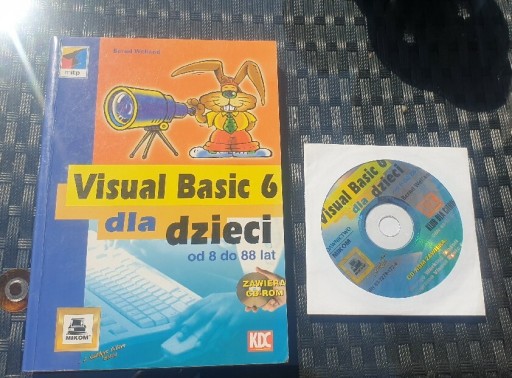 mitp
Visual Basic 6
dla
dzieci
od 8 do 88 lat
ZAWIERA
CD-ROM
MIKOM
KDC
Visual Basic 6
dla dzieci
MIKOM